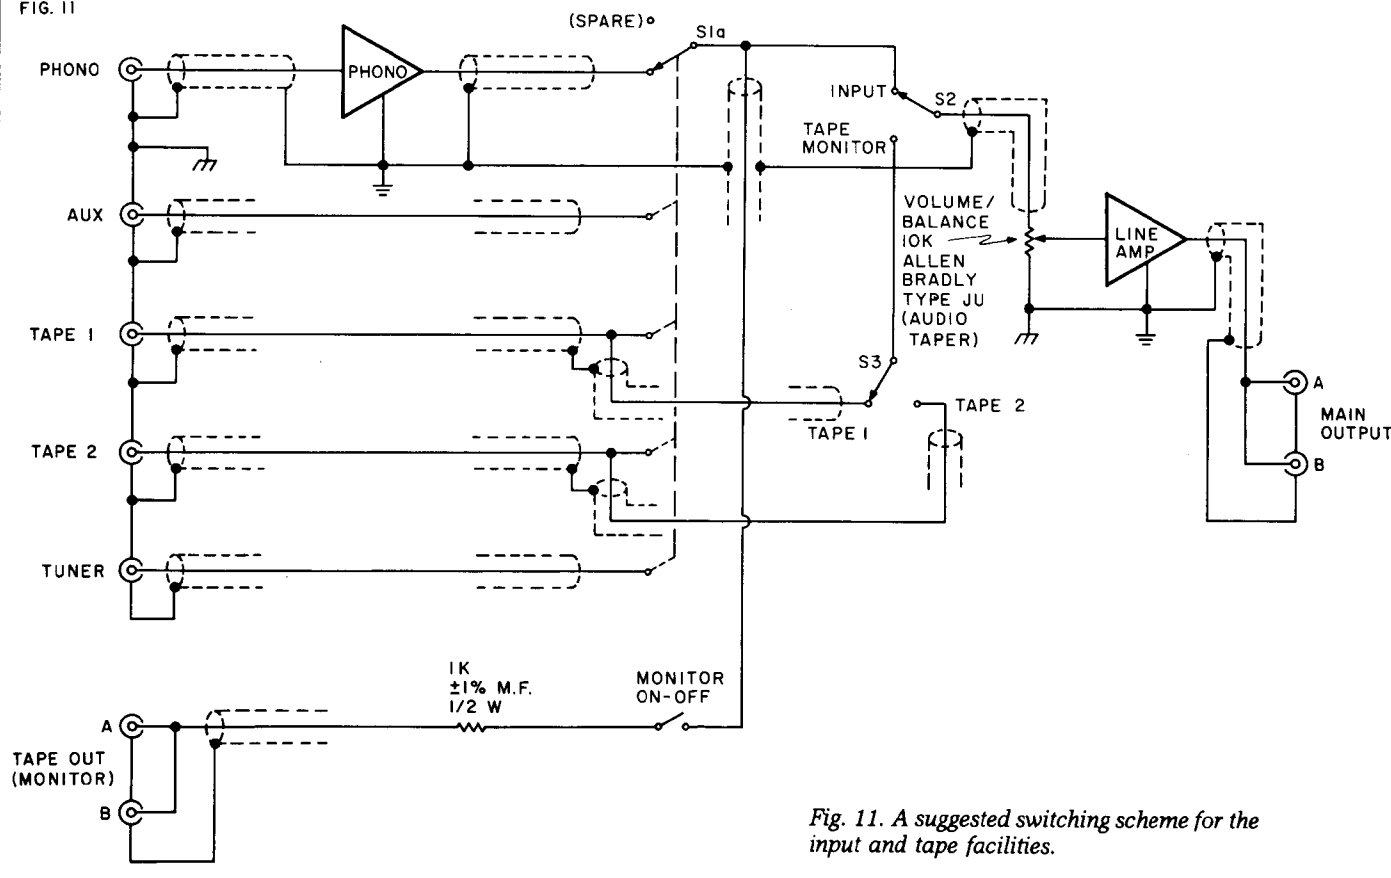 FIG. 11
(SPARE)
S1a
PHONO
PHONO
INPUT
S2
TAPE
MONITOR
AUX
VOLUME/
BALANCE
10K
ALLEN
BRADLY
TYPE JU
(AUDIO
TAPER)
LINE
AMP
TAPE 1
S3
TAPE 1
TAPE 2
A
MAIN
OUTPUT
B
TAPE 2
TUNER
1K
±1% M.F.
1/2 W
MONITOR
ON-OFF
A
TAPE OUT
(MONITOR)
B
Fig. 11. A suggested switching scheme for the
input and tape facilities.